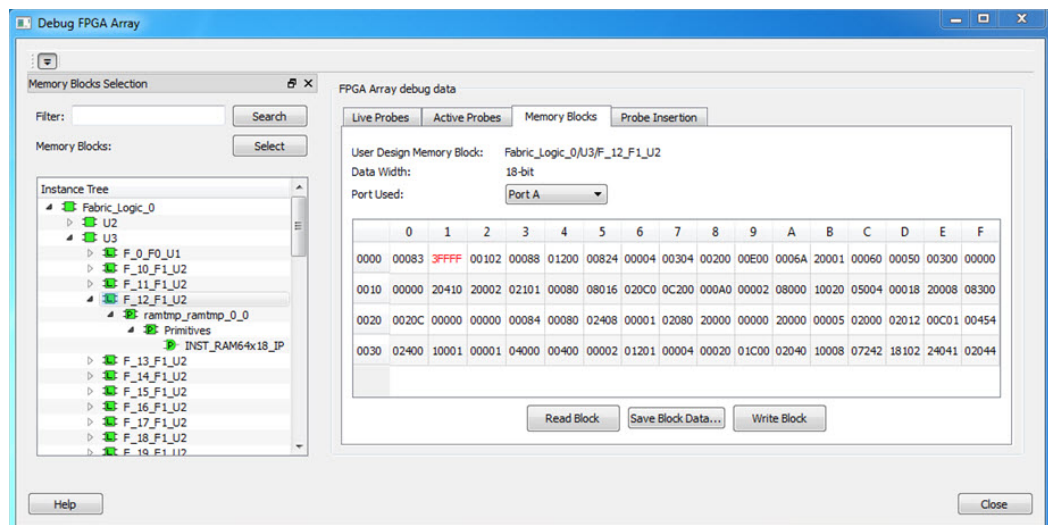 Debug FPGA Array
Memory Blocks Selection
Filter: Search
Memory Blocks: Select
Instance Tree
Fabric_Logic_0
U2
U3
F_0_F0_U1
F_10_F1_U2
F_11_F1_U2
F_12_F1_U2
ramtmp_ramtmp_0_0
Primitives
INST_RAM64x18_IP
F_13_F1_U2
F_14_F1_U2
F_15_F1_U2
F_16_F1_U2
F_17_F1_U2
F_18_F1_U2
F_19_F1_U2
FPGA Array debug data
Live Probes Active Probes Memory Blocks Probe Insertion
User Design Memory Block: Fabric_Logic_0/U3/F_12_F1_U2
Data Width: 18-bit
Port Used: Port A
0 1 2 3 4 5 6 7 8 9 A B C D E F
0000 00083 3FFFF 00102 00088 01200 00824 00004 00304 00200 00E00 0006A 20001 00060 00050 00300 00000
0010 00000 20410 20002 02101 00080 08016 020C0 0C200 000A0 00002 08000 10020 05004 00018 20008 08300
0020 0020C 00000 00000 00084 00080 02408 00001 02080 20000 00000 20000 00005 02000 02012 00C01 00454
0030 02400 10001 00001 04000 00400 00002 01201 00004 00020 01C00 02040 10008 07242 18102 24041 02044
Read Block Save Block Data... Write Block
Help Close